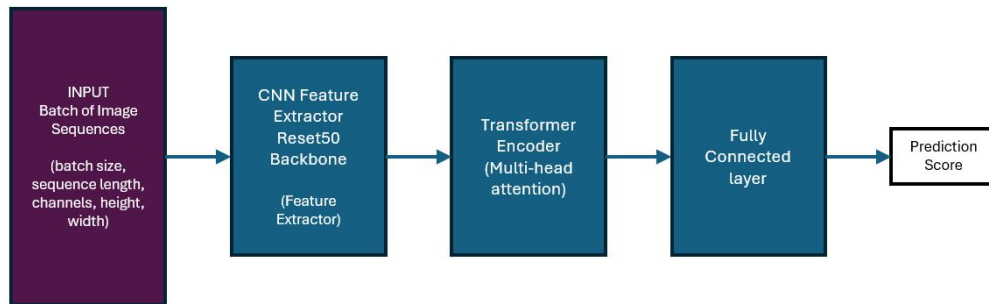 INPUT
Batch of Image
Sequences
(batch size,
sequence length,
channels, height,
width)
CNN Feature
Extractor
Reset50
Backbone
(Feature
Extractor)
Transformer
Encoder
(Multi-head
attention)
Fully
Connected
layer
Prediction
Score